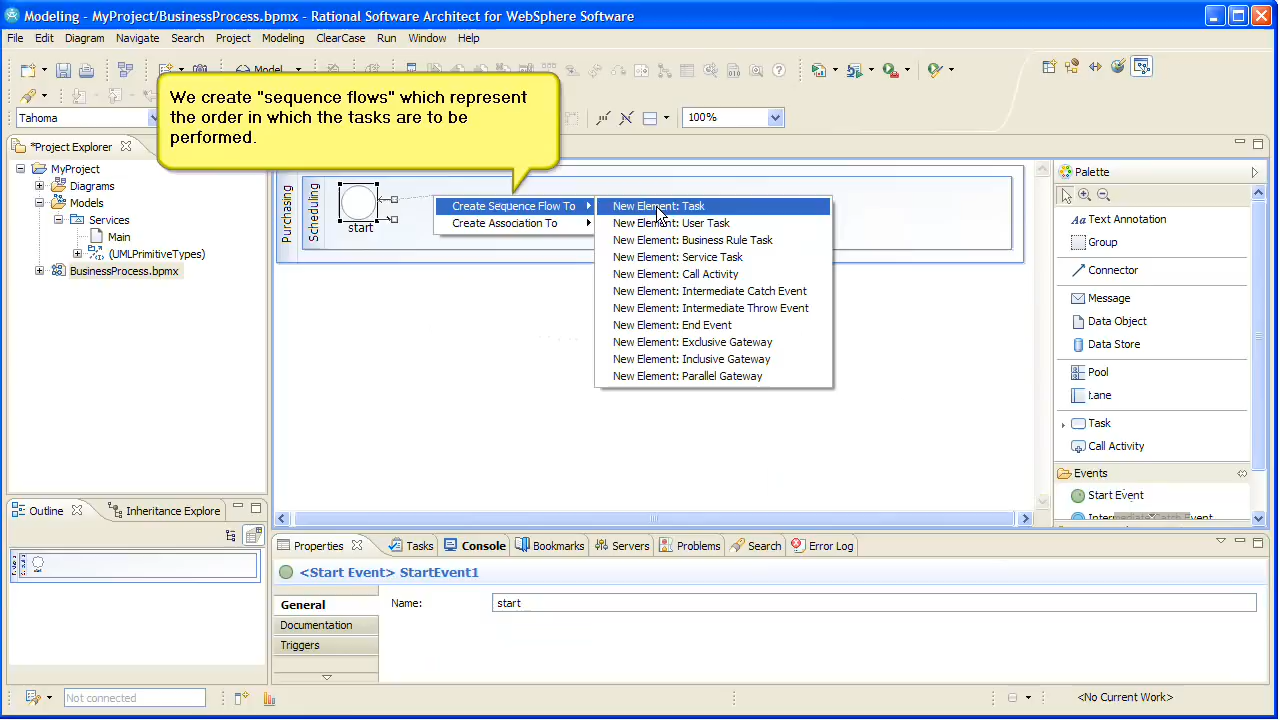 Modeling - MyProject/BusinessProcess.bpmx - Rational Software Architect for WebSphere Software
File Edit Diagram Navigate Search Project Modeling ClearCase Run Window Help
Model
We create "sequence flows" which represent
the order in which the tasks are to be
performed.
Tahoma
100%
*Project Explorer
MyProject
Diagrams
Models
Services
Main
(UMLPrimitiveTypes)
BusinessProcess.bpmx
Purchasing
Scheduling
start
Create Sequence Flow To
Create Association To
New Element: Task
New Element: User Task
New Element: Business Rule Task
New Element: Service Task
New Element: Call Activity
New Element: Intermediate Catch Event
New Element: Intermediate Throw Event
New Element: End Event
New Element: Exclusive Gateway
New Element: Inclusive Gateway
New Element: Parallel Gateway
Palette
Text Annotation
Group
Connector
Message
Data Object
Data Store
Pool
Lane
Task
Call Activity
Events
Start Event
Intermediate Catch Event
Outline Inheritance Explore
Properties Tasks Console Bookmarks Servers Problems Search Error Log
<Start Event> StartEvent1
General
Name: start
Documentation
Triggers
Not connected
<No Current Work>